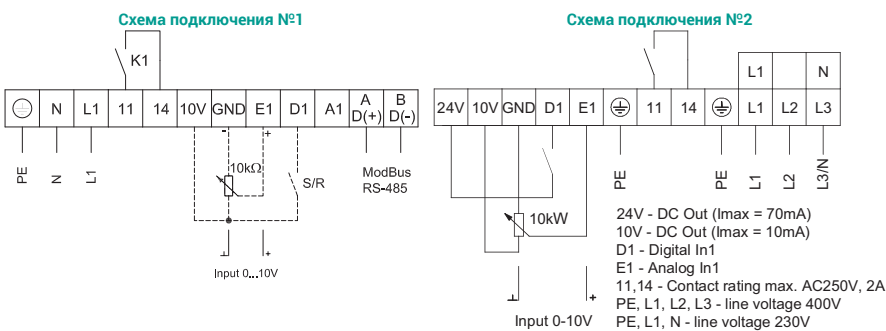 Схема подключения №1
K1
N L1 11 14 10V GND E1 D1 A1 A D(+) B D(-)
- +
10kΩ
S/R
PE N L1
ModBus
RS-485
⊥ +
Input 0...10V
Схема подключения №2
L1 N
24V 10V GND D1 E1 11 14 L1 L2 L3
PE PE L1 L2 L3/N
10kW
⊥ +
Input 0-10V
24V - DC Out (Imax = 70mA)
10V - DC Out (Imax = 10mA)
D1 - Digital In1
E1 - Analog In1
11,14 - Contact rating max. AC250V, 2A
PE, L1, L2, L3 - line voltage 400V
PE, L1, N - line voltage 230V